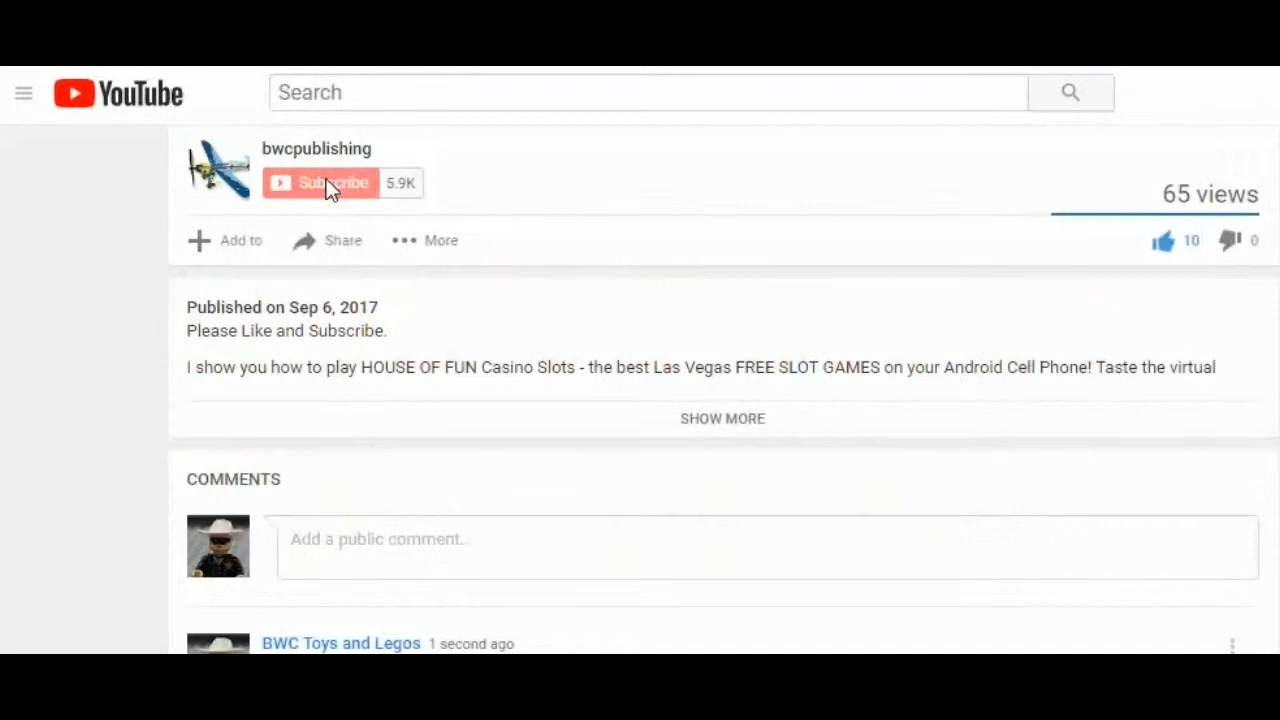 YouTube
Search
bwcpublishing
Subscribe 5.9K
65 views
Add to Share More
10 0
Published on Sep 6, 2017
Please Like and Subscribe.
I show you how to play HOUSE OF FUN Casino Slots - the best Las Vegas FREE SLOT GAMES on your Android Cell Phone! Taste the virtual
SHOW MORE
COMMENTS
Add a public comment...
BWC Toys and Legos 1 second ago